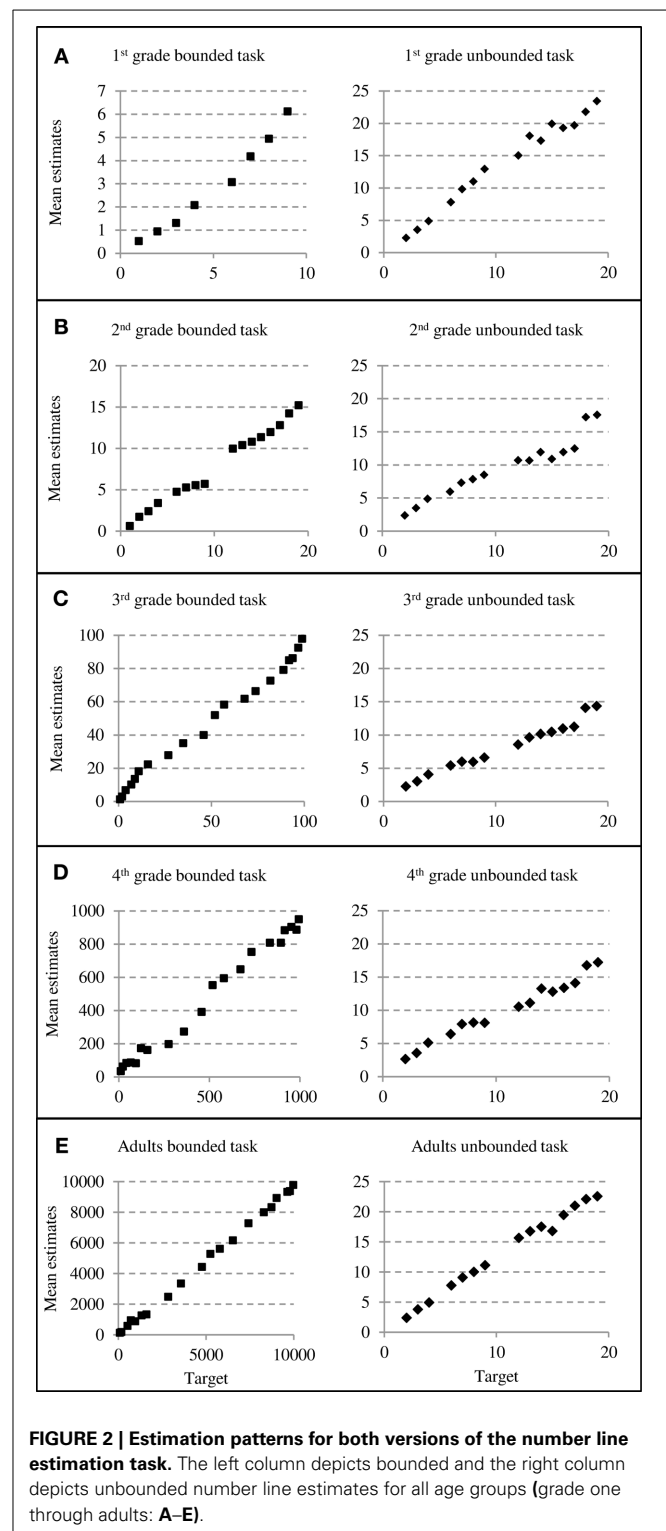 A
1st grade bounded task
Mean estimates
7
6
5
4
3
2
1
0
0 5 10
1st grade unbounded task
25
20
15
10
5
0
0 10 20
B
2nd grade bounded task
Mean estimates
20
15
10
5
0
0 10 20
2nd grade unbounded task
25
20
15
10
5
0
0 10 20
C
3rd grade bounded task
Mean estimates
100
80
60
40
20
0
0 50 100
3rd grade unbounded task
25
20
15
10
5
0
0 10 20
D
4th grade bounded task
Mean estimates
1000
800
600
400
200
0
0 500 1000
4th grade unbounded task
25
20
15
10
5
0
0 10 20
E
Adults bounded task
Mean estimates
10000
8000
6000
4000
2000
0
0 5000 10000
Target
Adults unbounded task
25
20
15
10
5
0
0 10 20
Target
FIGURE 2 | Estimation patterns for both versions of the number line
estimation task. The left column depicts bounded and the right column
depicts unbounded number line estimates for all age groups (grade one
through adults: A–E).